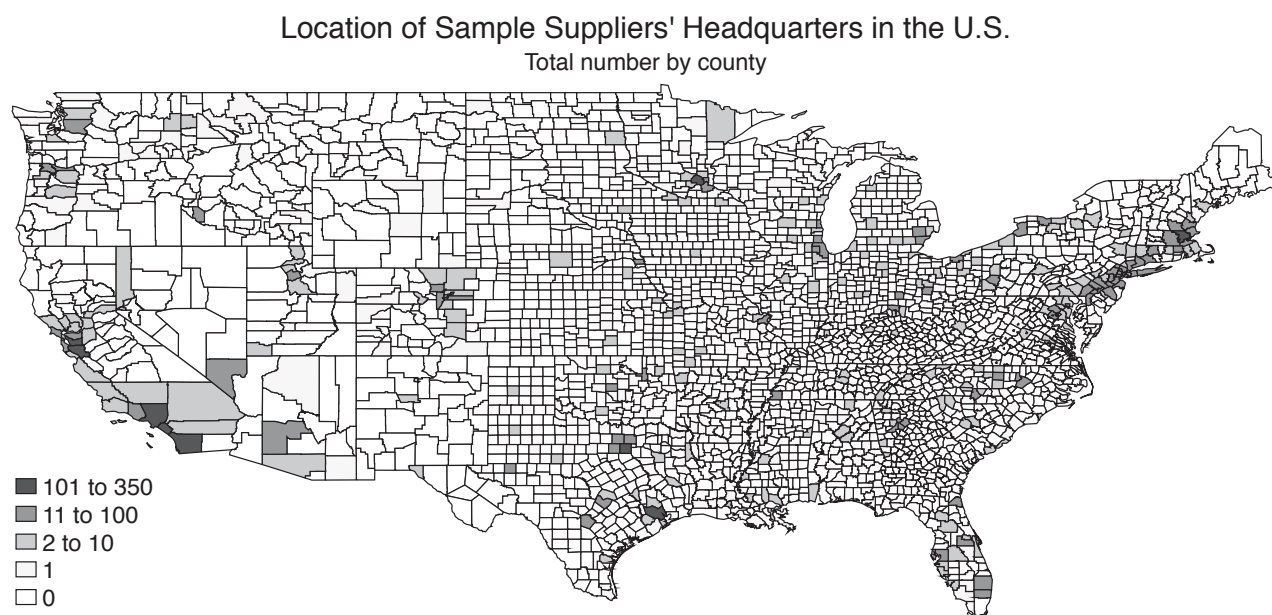 Location of Sample Suppliers' Headquarters in the U.S.
Total number by county
101 to 350
11 to 100
2 to 10
1
0